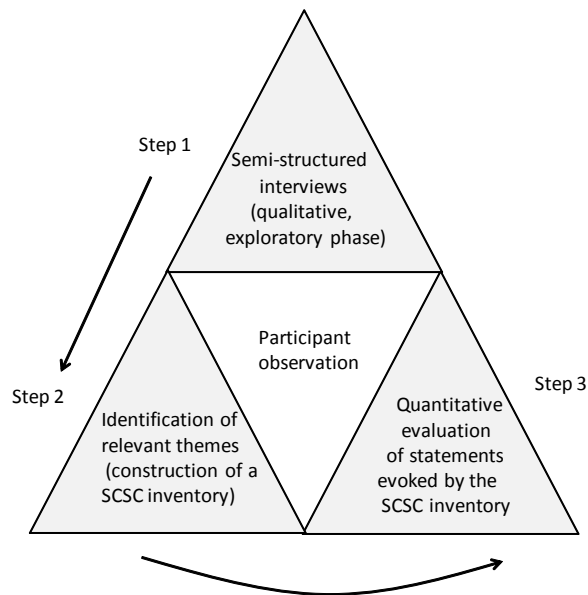 Step 1
Semi-structured
interviews
(qualitative,
exploratory phase)
Participant
observation
Step 2
Identification of
relevant themes
(construction of a
SCSC inventory)
Step 3
Quantitative
evaluation
of statements
evoked by the
SCSC inventory